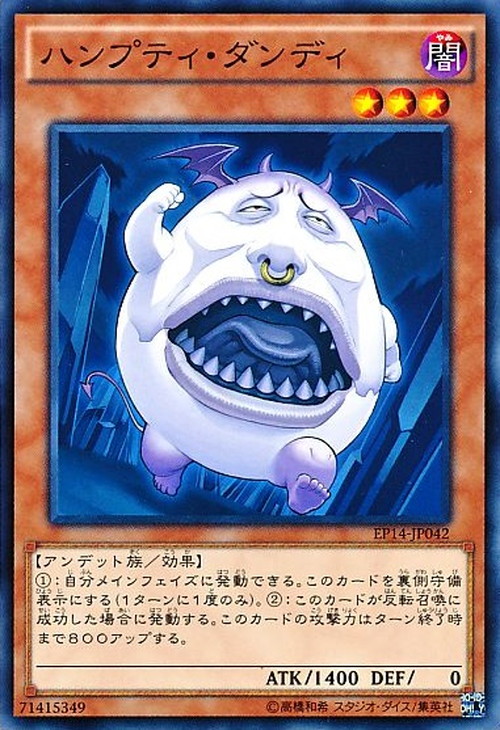 ハンプティ・ダンディ
闇
EP14-JP042
【アンデット族/効果】
①:自分メインフェイズに発動できる。このカードを裏側守備
表示にする(1ターンに1度のみ)。②:このカードが反転召喚に
成功した場合に発動する。このカードの攻撃力はターン終了時
まで800アップする。
ATK/1400 DEF/ 0
71415349 ©高橋和希 スタジオ・ダイス/集英社